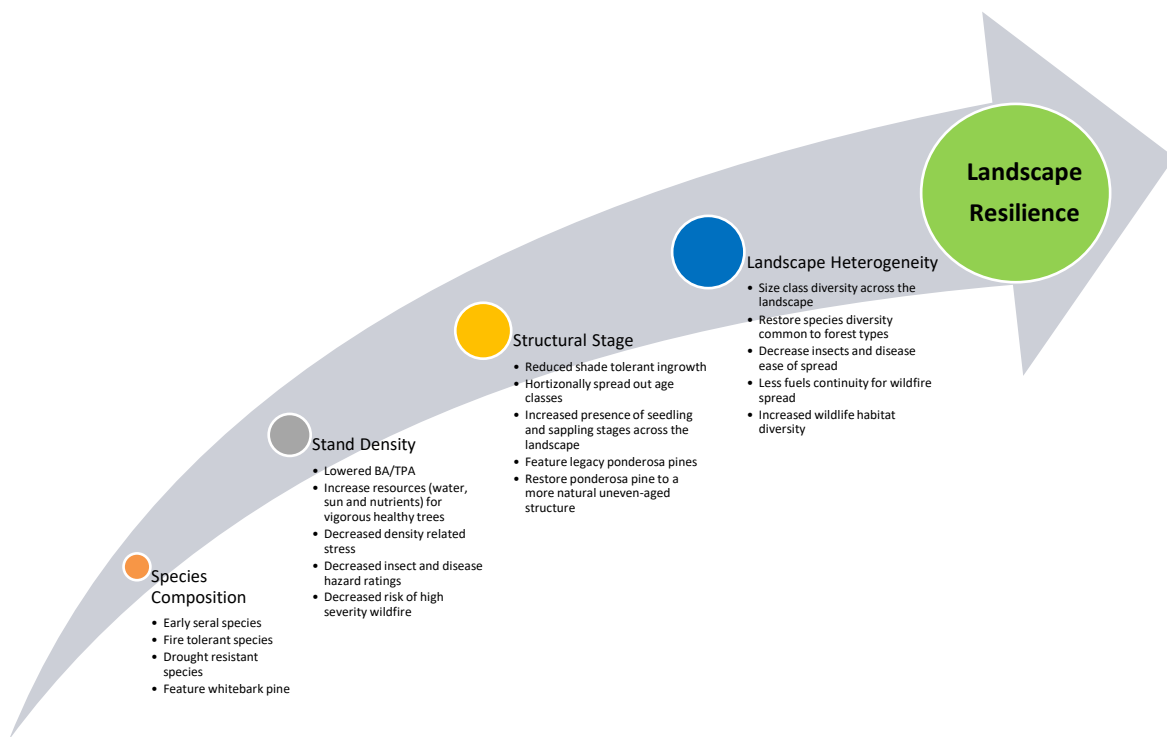 Landscape
Resilience
Landscape Heterogeneity
• Size class diversity across the
landscape
• Restore species diversity
common to forest types
• Decrease insects and disease
ease of spread
• Less fuels continuity for wildfire
spread
• Increased wildlife habitat
diversity
Structural Stage
• Reduced shade tolerant ingrowth
• Hortizonally spread out age
classes
• Increased presence of seedling
and sappling stages across the
landscape
• Feature legacy ponderosa pines
• Restore ponderosa pine to a
more natural uneven-aged
structure
Stand Density
• Lowered BA/TPA
• Increase resources (water,
sun and nutrients) for
vigorous healthy trees
• Decreased density related
stress
• Decreased insect and disease
hazard ratings
• Decreased risk of high
severity wildfire
Species
Composition
• Early seral species
• Fire tolerant species
• Drought resistant
species
• Feature whitebark pine